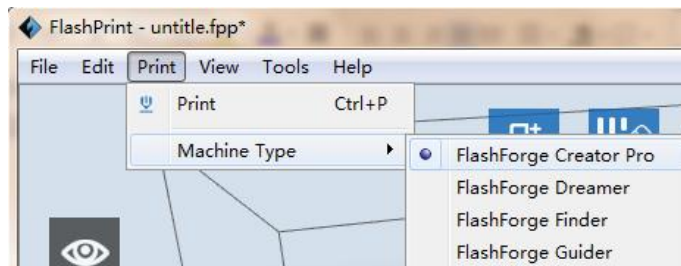 FlashPrint - untitle.fpp*
File Edit Print View Tools Help
Print Ctrl+P
Machine Type
FlashForge Creator Pro
FlashForge Dreamer
FlashForge Finder
FlashForge Guider